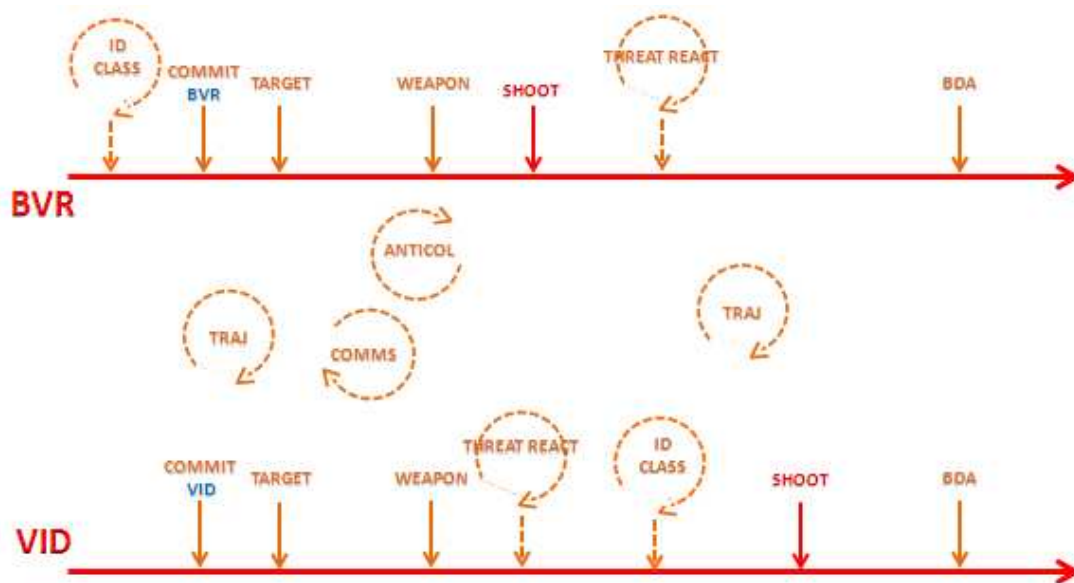 ID
CLASS
COMMIT
BVR
TARGET
WEAPON
SHOOT
THREAT REACT
BDA
BVR
ANTICOL
TRAJ
TRAJ
COMMS
COMMIT
VID
TARGET
WEAPON
THREAT REACT
ID
CLASS
SHOOT
BDA
VID